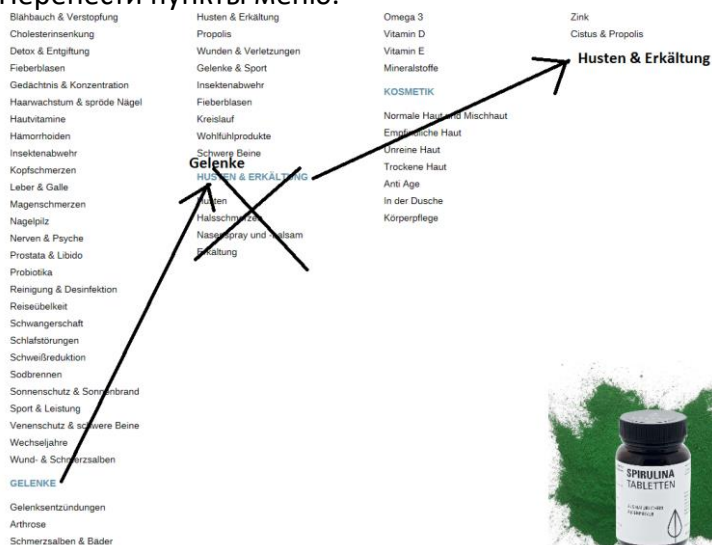 Перенести пункты меню:
Blähbauch & Verstopfung
Cholesterinsenkung
Detox & Entgiftung
Fieberblasen
Gedächtnis & Konzentration
Haarwachstum & spröde Nägel
Hautvitamine
Hämorrhoiden
Insektenabwehr
Kopfschmerzen
Leber & Galle
Magenschmerzen
Nagelpilz
Nerven & Psyche
Prostata & Libido
Probiotika
Reinigung & Desinfektion
Reiseübelkeit
Schwangerschaft
Schlafstörungen
Schweißreduktion
Sodbrennen
Sonnenschutz & Sonnenbrand
Sport & Leistung
Venenschutz & schwere Beine
Wechseljahre
Wund- & Schmerzsalben
GELENKE
Gelenksentzündungen
Arthrose
Schmerzsalben & Bäder
Husten & Erkältung
Propolis
Wunden & Verletzungen
Gelenke & Sport
Insektenabwehr
Fieberblasen
Kreislauf
Wohlfühlprodukte
Schwere Beine
Gelenke
HUSTEN & ERKÄLTUNG
Husten
Halsschmerzen
Nasenspray und -balsam
Erkältung
Omega 3
Vitamin D
Vitamin E
Mineralstoffe
KOSMETIK
Normale Haut und Mischhaut
Empfindliche Haut
Unreine Haut
Trockene Haut
Anti Age
In der Dusche
Körperpflege
Zink
Cistus & Propolis
Husten & Erkältung
SPIRULINA
TABLETTEN